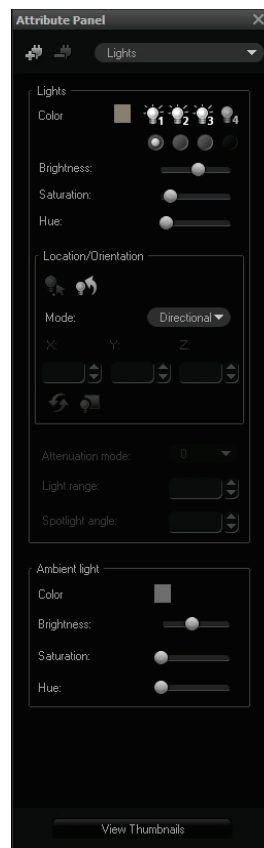 Attribute Panel
Lights
Lights
Color
1 2 3 4
Brightness:
Saturation:
Hue:
Location/Orientation
Mode: Directional
X: Y: Z:
Attenuation mode: 0
Light range:
Spotlight angle:
Ambient light
Color
Brightness:
Saturation:
Hue:
View Thumbnails